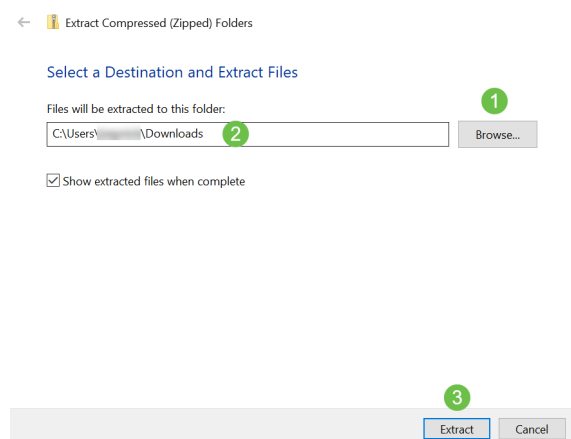 Extract Compressed (Zipped) Folders
Select a Destination and Extract Files
1
Files will be extracted to this folder:
C:\Users\ \Downloads 2 Browse...
Show extracted files when complete
3
Extract Cancel